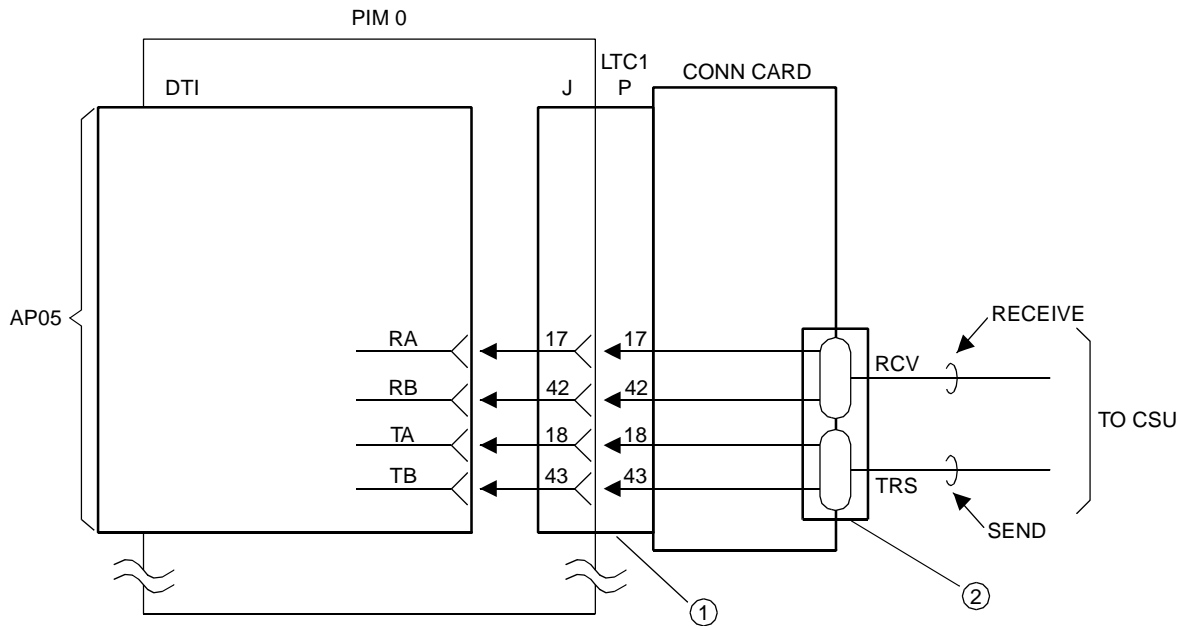 PIM 0
LTC1
CONN CARD
DTI
J
P
AP05
RA
17
17
RB
42
42
TA
18
18
TB
43
43
RCV
TRS
RECEIVE
TO CSU
SEND
1
2